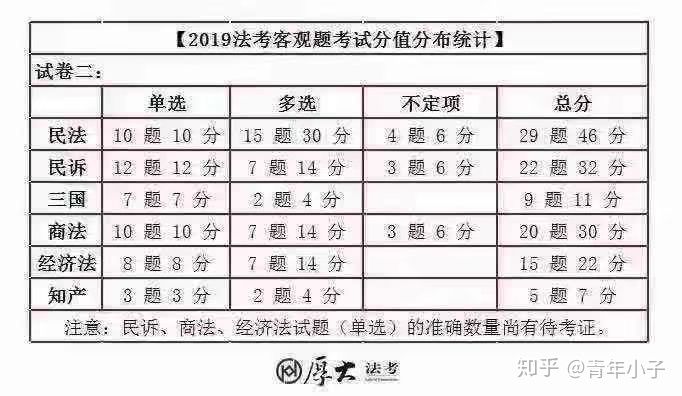 【2019法考客观题考试分值分布统计】
试卷二：
单选 多选 不定项 总分
民法 10 题 10 分 15 题 30 分 4 题 6 分 29 题 46 分
民诉 12 题 12 分 7 题 14 分 3 题 6 分 22 题 32 分
三国 7 题 7 分 2 题 4 分 9 题 11 分
商法 10 题 10 分 7 题 14 分 3 题 6 分 20 题 30 分
经济法 8 题 8 分 7 题 14 分 15 题 22 分
知产 3 题 3 分 2 题 4 分 5 题 7 分
注意：民诉、商法、经济法试题（单选）的准确数量尚有待考证。
厚大 法考
知乎 @青年小子